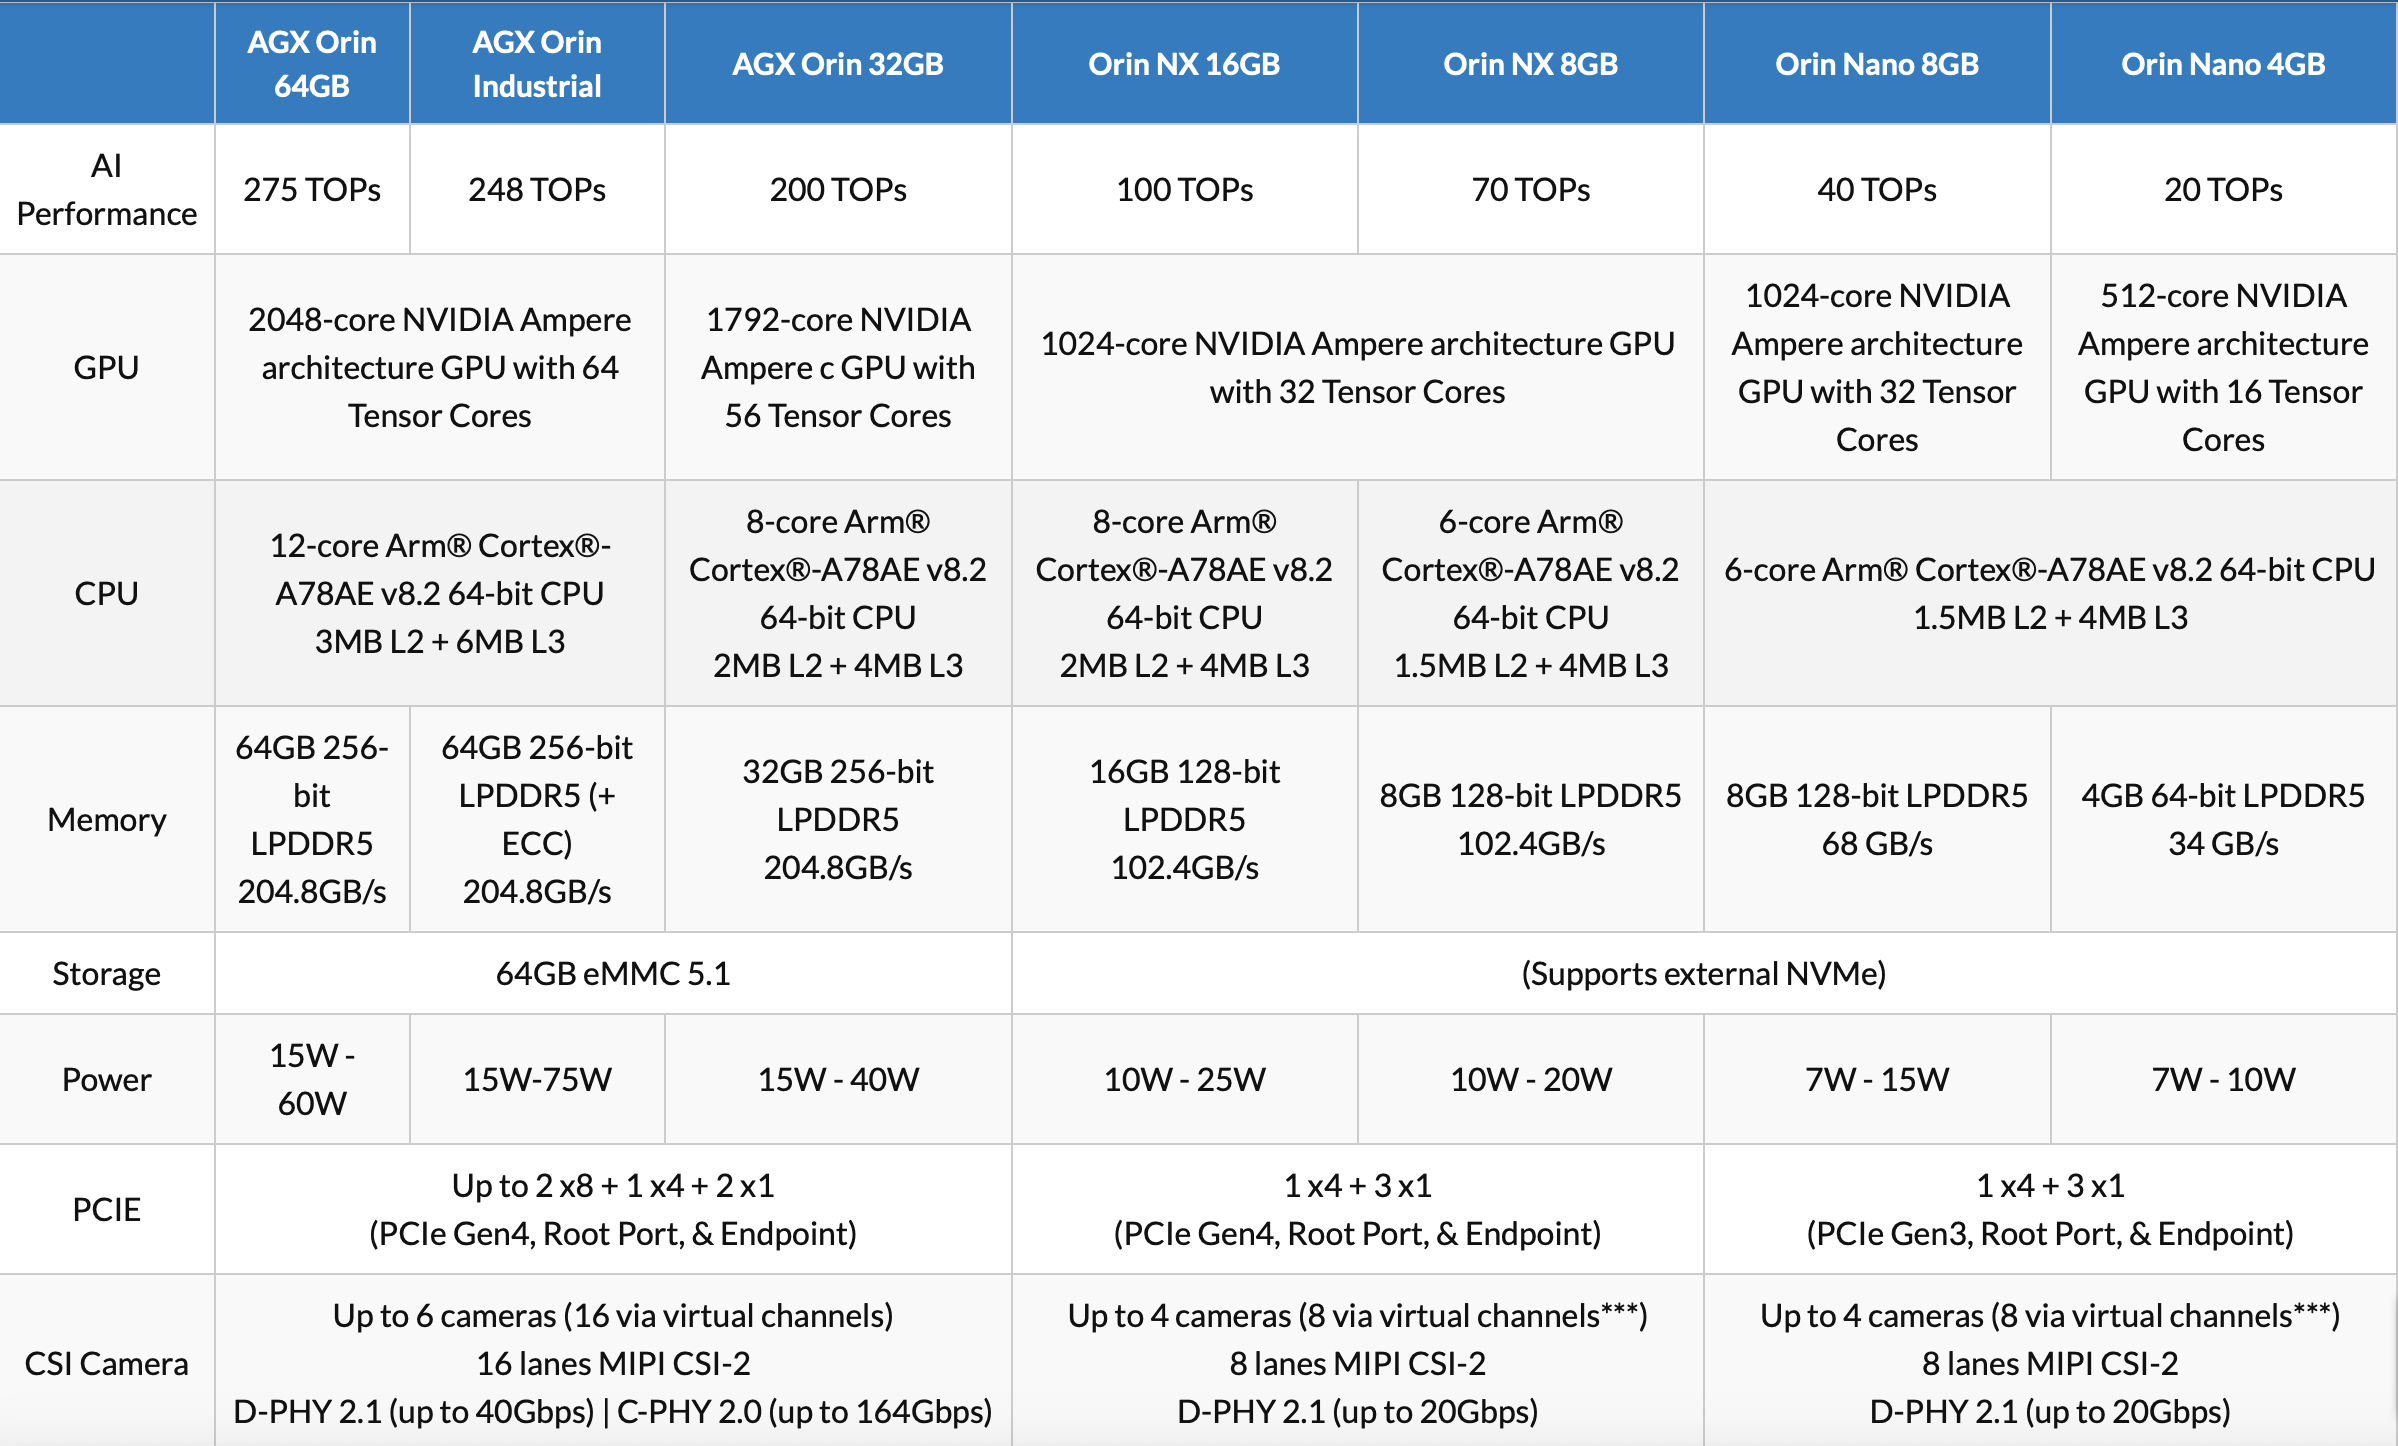 AGX Orin
64GB
AGX Orin
Industrial
AGX Orin 32GB
Orin NX 16GB
Orin NX 8GB
Orin Nano 8GB
Orin Nano 4GB
AI
Performance
275 TOPs
248 TOPs
200 TOPs
100 TOPs
70 TOPs
40 TOPs
20 TOPs
GPU
2048-core NVIDIA Ampere
architecture GPU with 64
Tensor Cores
1792-core NVIDIA
Ampere c GPU with
56 Tensor Cores
1024-core NVIDIA Ampere architecture GPU
with 32 Tensor Cores
1024-core NVIDIA
Ampere architecture
GPU with 32 Tensor
Cores
512-core NVIDIA
Ampere architecture
GPU with 16 Tensor
Cores
CPU
12-core Arm® Cortex®-
A78AE v8.2 64-bit CPU
3MB L2 + 6MB L3
8-core Arm®
Cortex®-A78AE v8.2
64-bit CPU
2MB L2 + 4MB L3
8-core Arm®
Cortex®-A78AE v8.2
64-bit CPU
2MB L2 + 4MB L3
6-core Arm®
Cortex®-A78AE v8.2
64-bit CPU
1.5MB L2 + 4MB L3
6-core Arm® Cortex®-A78AE v8.2 64-bit CPU
1.5MB L2 + 4MB L3
Memory
64GB 256-
bit
LPDDR5
204.8GB/s
64GB 256-bit
LPDDR5 (+
ECC)
204.8GB/s
32GB 256-bit
LPDDR5
204.8GB/s
16GB 128-bit
LPDDR5
102.4GB/s
8GB 128-bit LPDDR5
102.4GB/s
8GB 128-bit LPDDR5
68 GB/s
4GB 64-bit LPDDR5
34 GB/s
Storage
64GB eMMC 5.1
(Supports external NVMe)
Power
15W -
60W
15W-75W
15W - 40W
10W - 25W
10W - 20W
7W - 15W
7W - 10W
PCIE
Up to 2 x8 + 1 x4 + 2 x1
(PCIe Gen4, Root Port, & Endpoint)
1 x4 + 3 x1
(PCIe Gen4, Root Port, & Endpoint)
1 x4 + 3 x1
(PCIe Gen3, Root Port, & Endpoint)
CSI Camera
Up to 6 cameras (16 via virtual channels)
16 lanes MIPI CSI-2
D-PHY 2.1 (up to 40Gbps) | C-PHY 2.0 (up to 164Gbps)
Up to 4 cameras (8 via virtual channels***)
8 lanes MIPI CSI-2
D-PHY 2.1 (up to 20Gbps)
Up to 4 cameras (8 via virtual channels***)
8 lanes MIPI CSI-2
D-PHY 2.1 (up to 20Gbps)